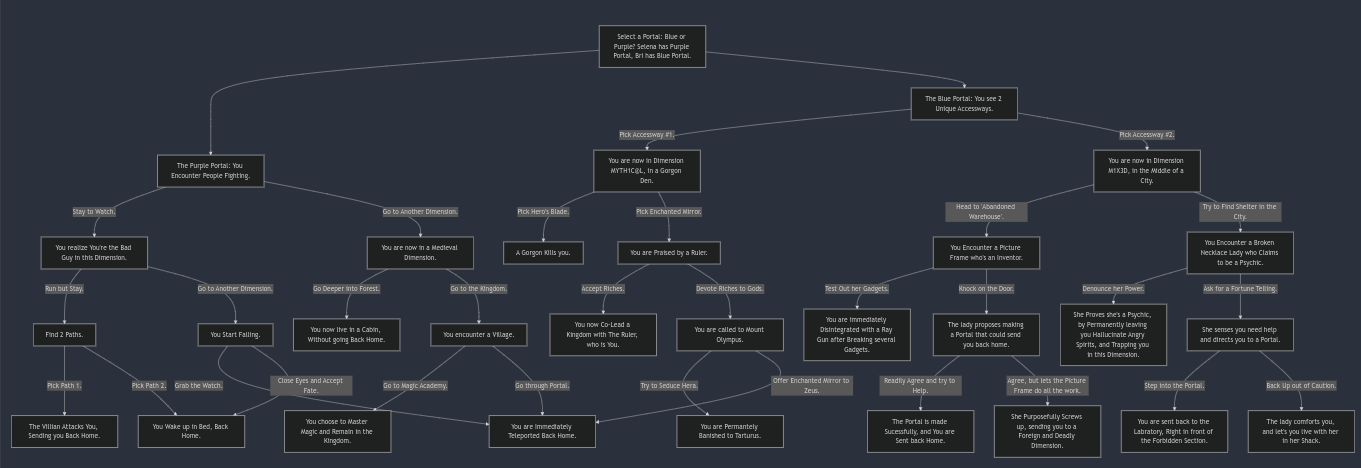 Select a Portal: Blue or
Purple? Selena has Purple
Portal, Bri has Blue Portal.
The Blue Portal: You see 2
Unique Accessways.
Pick Accessway #1.
Pick Accessway #2.
The Purple Portal: You
Encounter People Fighting.
You are now in Dimension
MYTH1C@L, in a Gorgon
Den.
You are now in Dimension
M1X3D, in the Middle of a
City.
Stay to Watch.
Go to Another Dimension.
Pick Hero's Blade.
Pick Enchanted Mirror.
Head to 'Abandoned
Warehouse'.
Try to Find Shelter in the
City.
You realize You're the Bad
Guy in this Dimension.
You are now in a Medieval
Dimension.
A Gorgon Kills you.
You are Praised by a Ruler.
You Encounter a Picture
Frame who's an Inventor.
You Encounter a Broken
Necklace Lady who Claims
to be a Psychic.
Run but Stay.
Go to Another Dimension.
Go Deeper into Forest.
Go to the Kingdom.
Accept Riches.
Devote Riches to Gods.
Test Out her Gadgets.
Knock on the Door.
Denounce her Power.
Ask for a Fortune Telling.
Find 2 Paths.
You Start Falling.
You now live in a Cabin,
Without going Back Home.
You encounter a Village.
You now Co-Lead a
Kingdom with The Ruler,
who is You.
You are called to Mount
Olympus.
You are Immediately
Disintegrated with a Ray
Gun after Breaking several
Gadgets.
The lady proposes making
a Portal that could send
you back home.
She Proves she's a Psychic,
by Permanently leaving
you Hallucinate Angry
Spirits, and Trapping you
in this Dimension.
She senses you need help
and directs you to a Portal.
Pick Path 1.
Pick Path 2.
Grab the Watch.
Close Eyes and Accept
Fate.
Go to Magic Academy.
Go through Portal.
Try to Seduce Hera.
Offer Enchanted Mirror to
Zeus.
Readily Agree and try to
Help.
Agree, but lets the Picture
Frame do all the work.
Step into the Portal.
Back Up out of Caution.
The Villian Attacks You,
Sending you Back Home.
You Wake up in Bed, Back
Home.
You choose to Master
Magic and Remain in the
Kingdom.
You are Immediately
Teleported Back Home.
You are Permantely
Banished to Tarturus.
The Portal is made
Sucessfully, and You are
Sent back Home.
She Purposefully Screws
up, sending you to a
Foreign and Deadly
Dimension.
You are sent back to the
Labratory, Right in front of
the Forbidden Section.
The lady comforts you,
and let's you live with her
in her Shack.